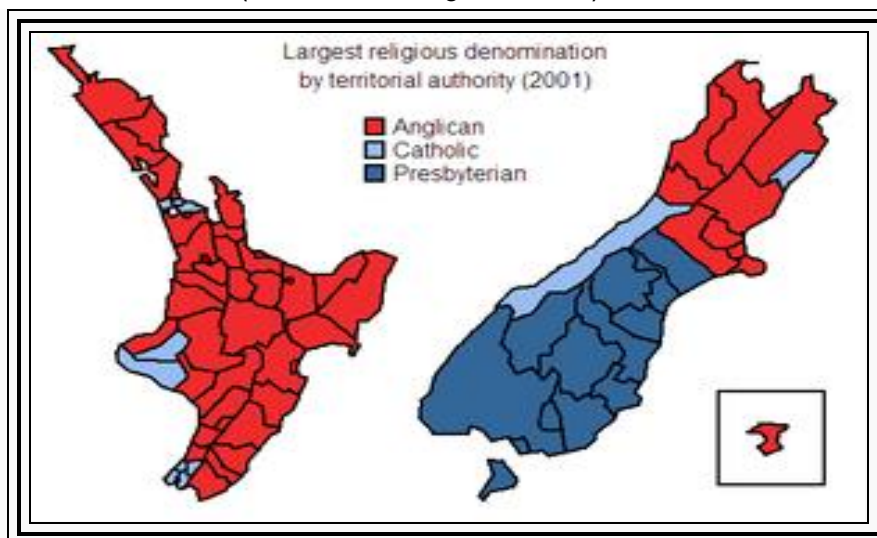 Largest religious denomination
by territorial authority (2001)
Anglican
Catholic
Presbyterian